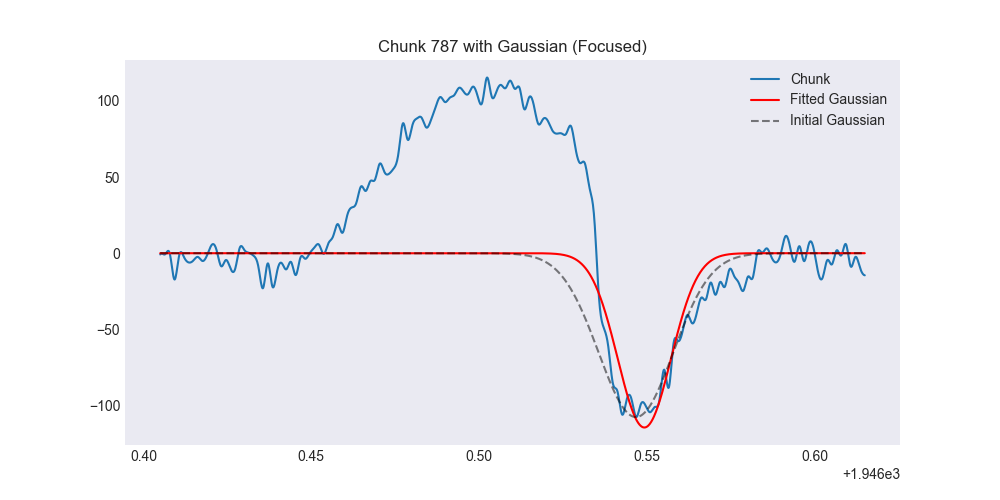 Chunk 787 with Gaussian (Focused)
Chunk
Fitted Gaussian
Initial Gaussian
100
50
0
−50
−100
0.40 0.45 0.50 0.55 0.60
+1.946e3